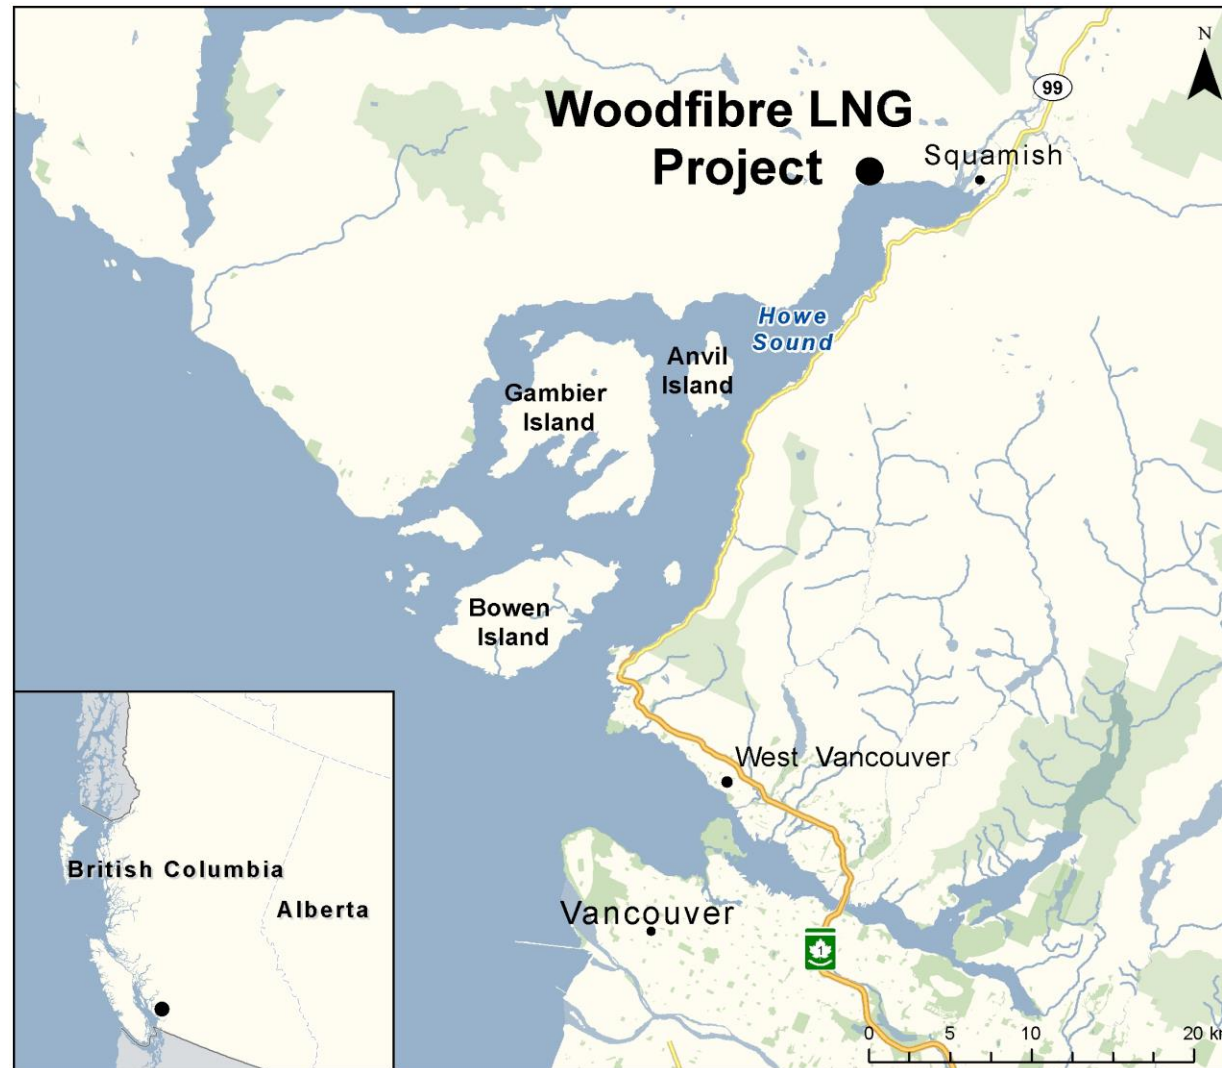 N
99
Woodfibre LNG
Project
Squamish
Howe
Sound
Anvil
Island
Gambier
Island
Bowen
Island
West Vancouver
Vancouver
1
British Columbia
Alberta
0 5 10 20 km